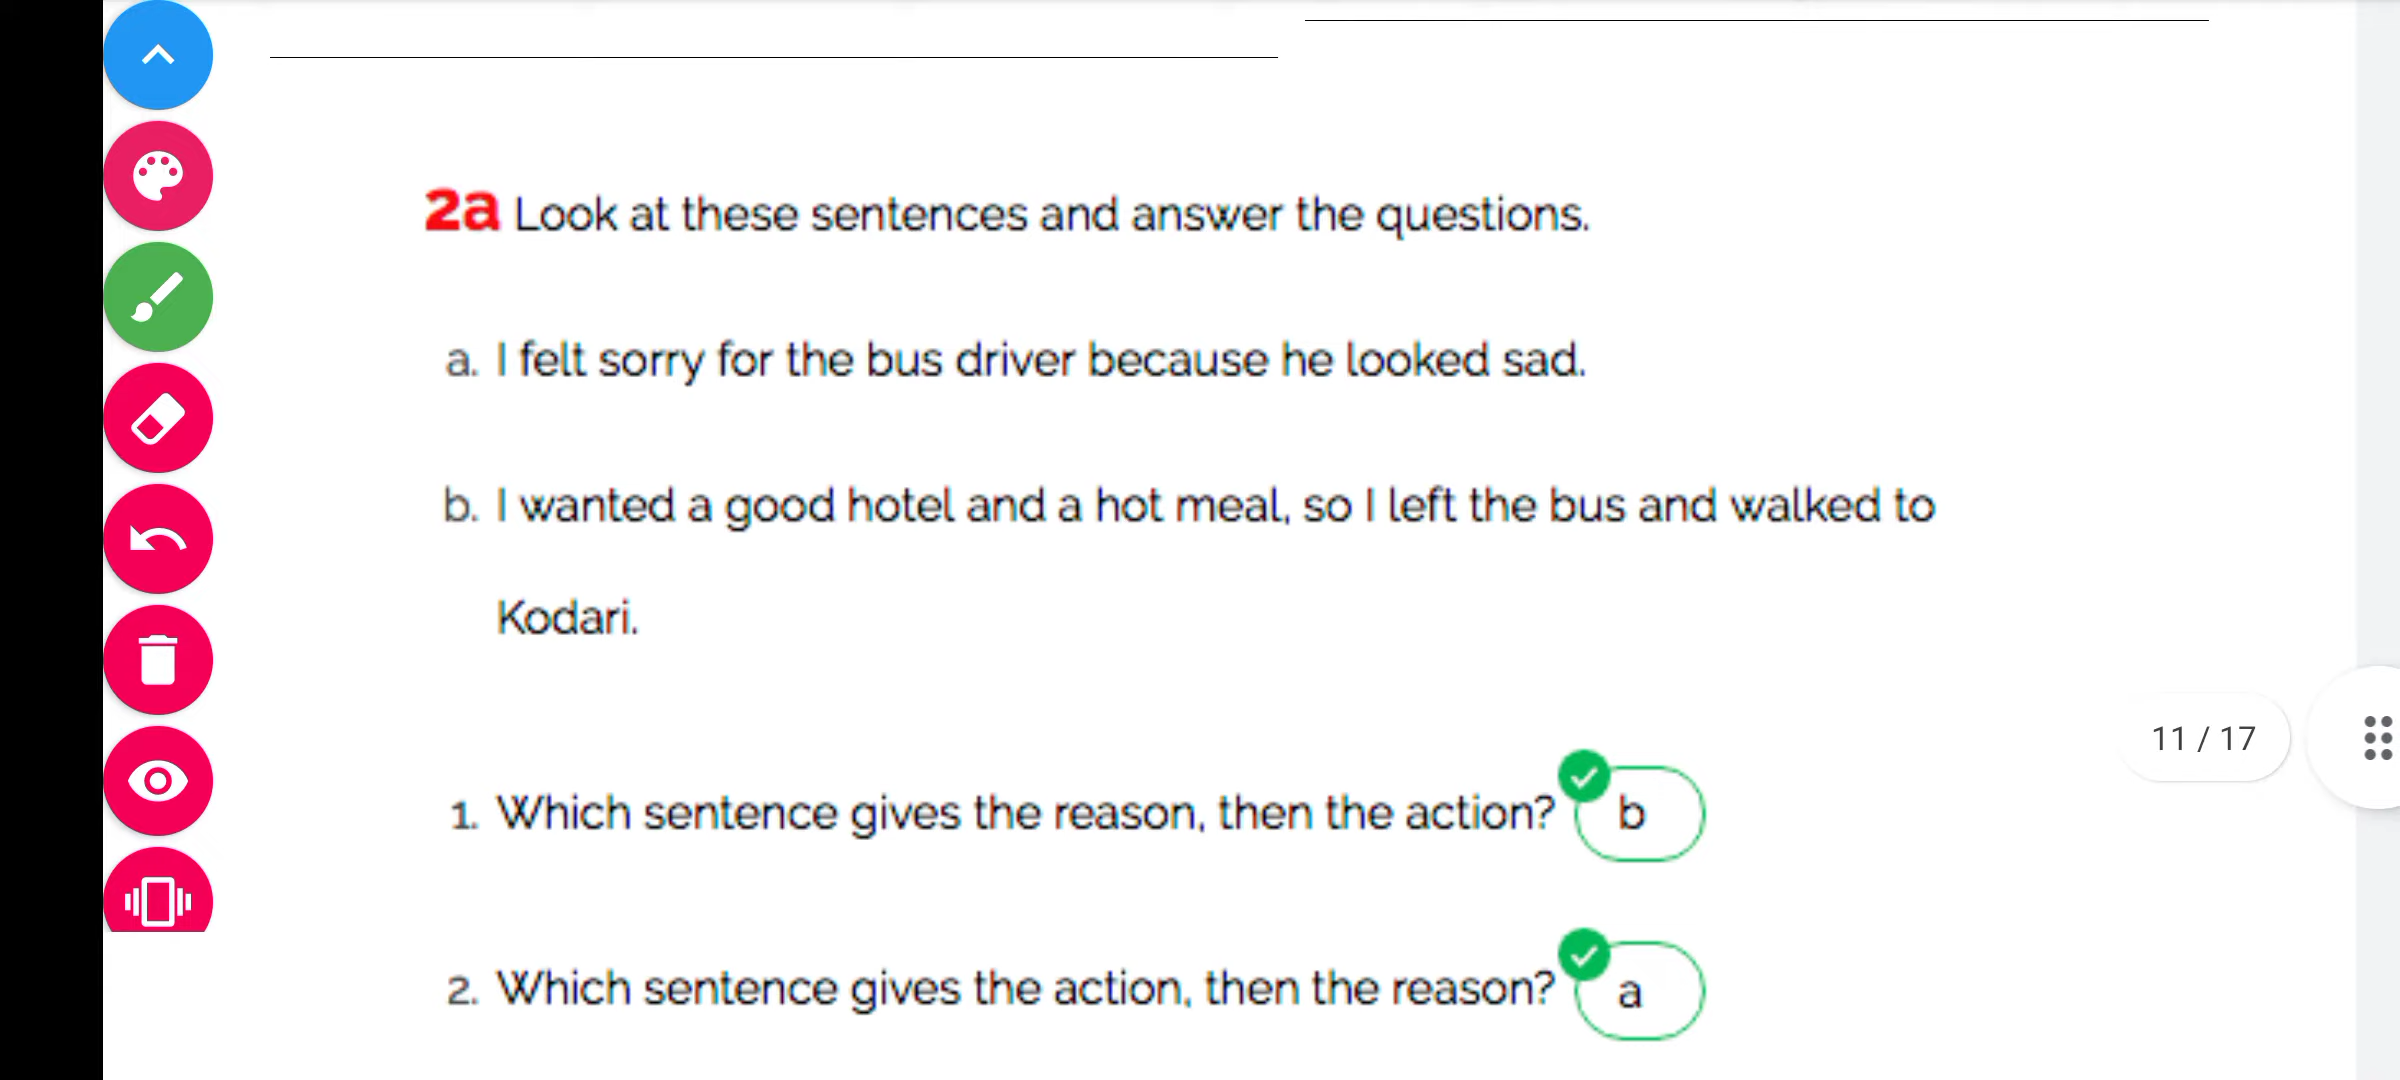 2a Look at these sentences and answer the questions.
a. I felt sorry for the bus driver because he looked sad.
b. I wanted a good hotel and a hot meal, so I left the bus and walked to
Kodari.
11 / 17
1. Which sentence gives the reason, then the action? b
2. Which sentence gives the action, then the reason? a